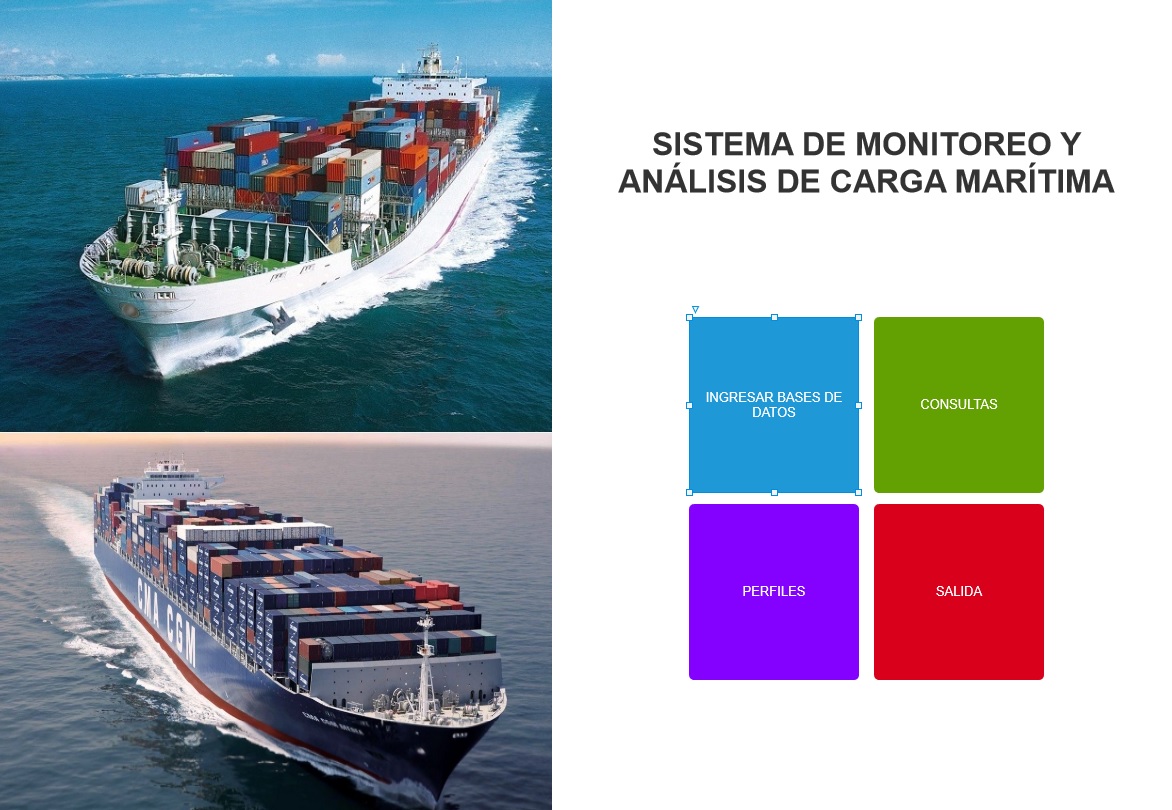 SISTEMA DE MONITOREO Y
ANÁLISIS DE CARGA MARÍTIMA
INGRESAR BASES DE
DATOS
CONSULTAS
PERFILES
SALIDA
CMA CGM